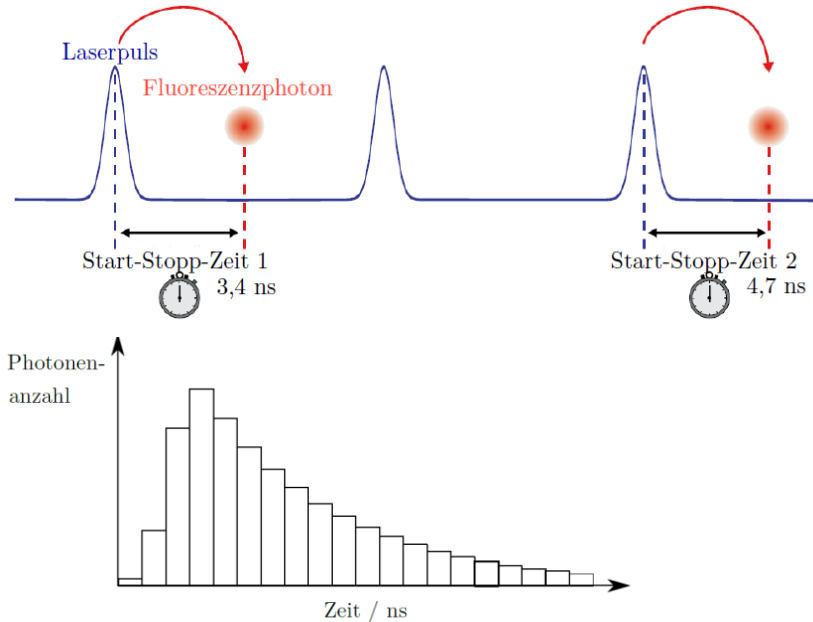 Laserpuls
Fluoreszenzphoton
Start-Stopp-Zeit 1
3,4 ns
Start-Stopp-Zeit 2
4,7 ns
Photonen-
anzahl
Zeit / ns